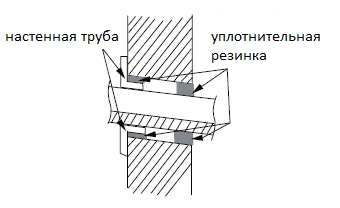 настенная труба
уплотнительная
резинка